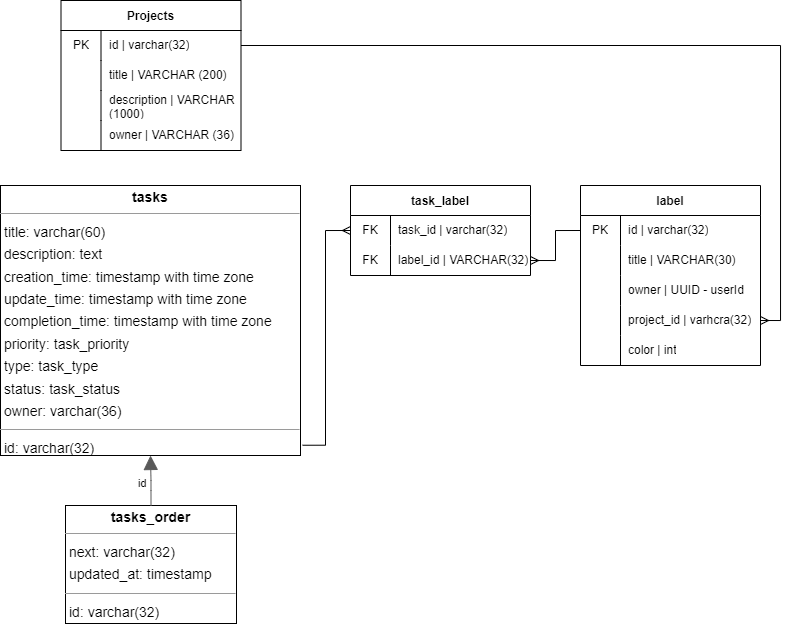 Projects
PK id | varchar(32)
title | VARCHAR (200)
description | VARCHAR
(1000)
owner | VARCHAR (36)
tasks
title: varchar(60)
description: text
creation_time: timestamp with time zone
update_time: timestamp with time zone
completion_time: timestamp with time zone
priority: task_priority
type: task_type
status: task_status
owner: varchar(36)
id: varchar(32)
task_label
FK task_id | varchar(32)
FK label_id | VARCHAR(32)
label
PK id | varchar(32)
title | VARCHAR(30)
owner | UUID - userId
project_id | varhcra(32)
color | int
id
tasks_order
next: varchar(32)
updated_at: timestamp
id: varchar(32)